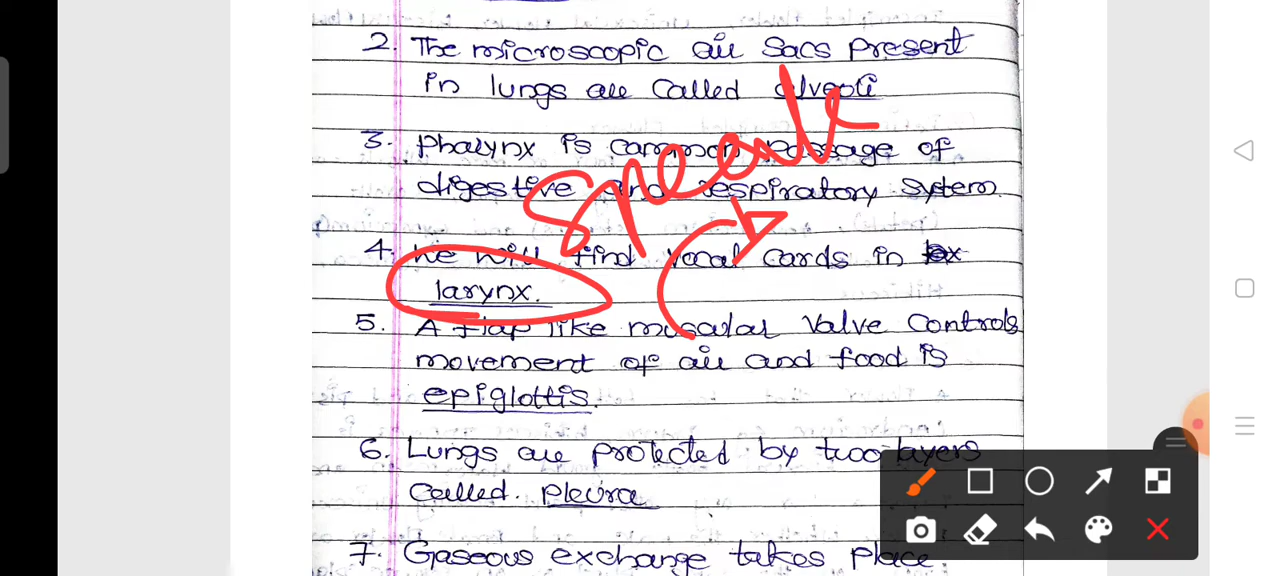 2. The microscopic air Sacs present
in lungs are Called alveoli
3. Phalynx is common passage of
digestive and respiratory system
4. We will find vocal cards in
larynx.
speak
5. A flap like muscular Valve Controls
movement of air and food is
epiglottis.
6. Lungs are protected by two layers
Called. Pleura
7. Gaseous exchange takes place